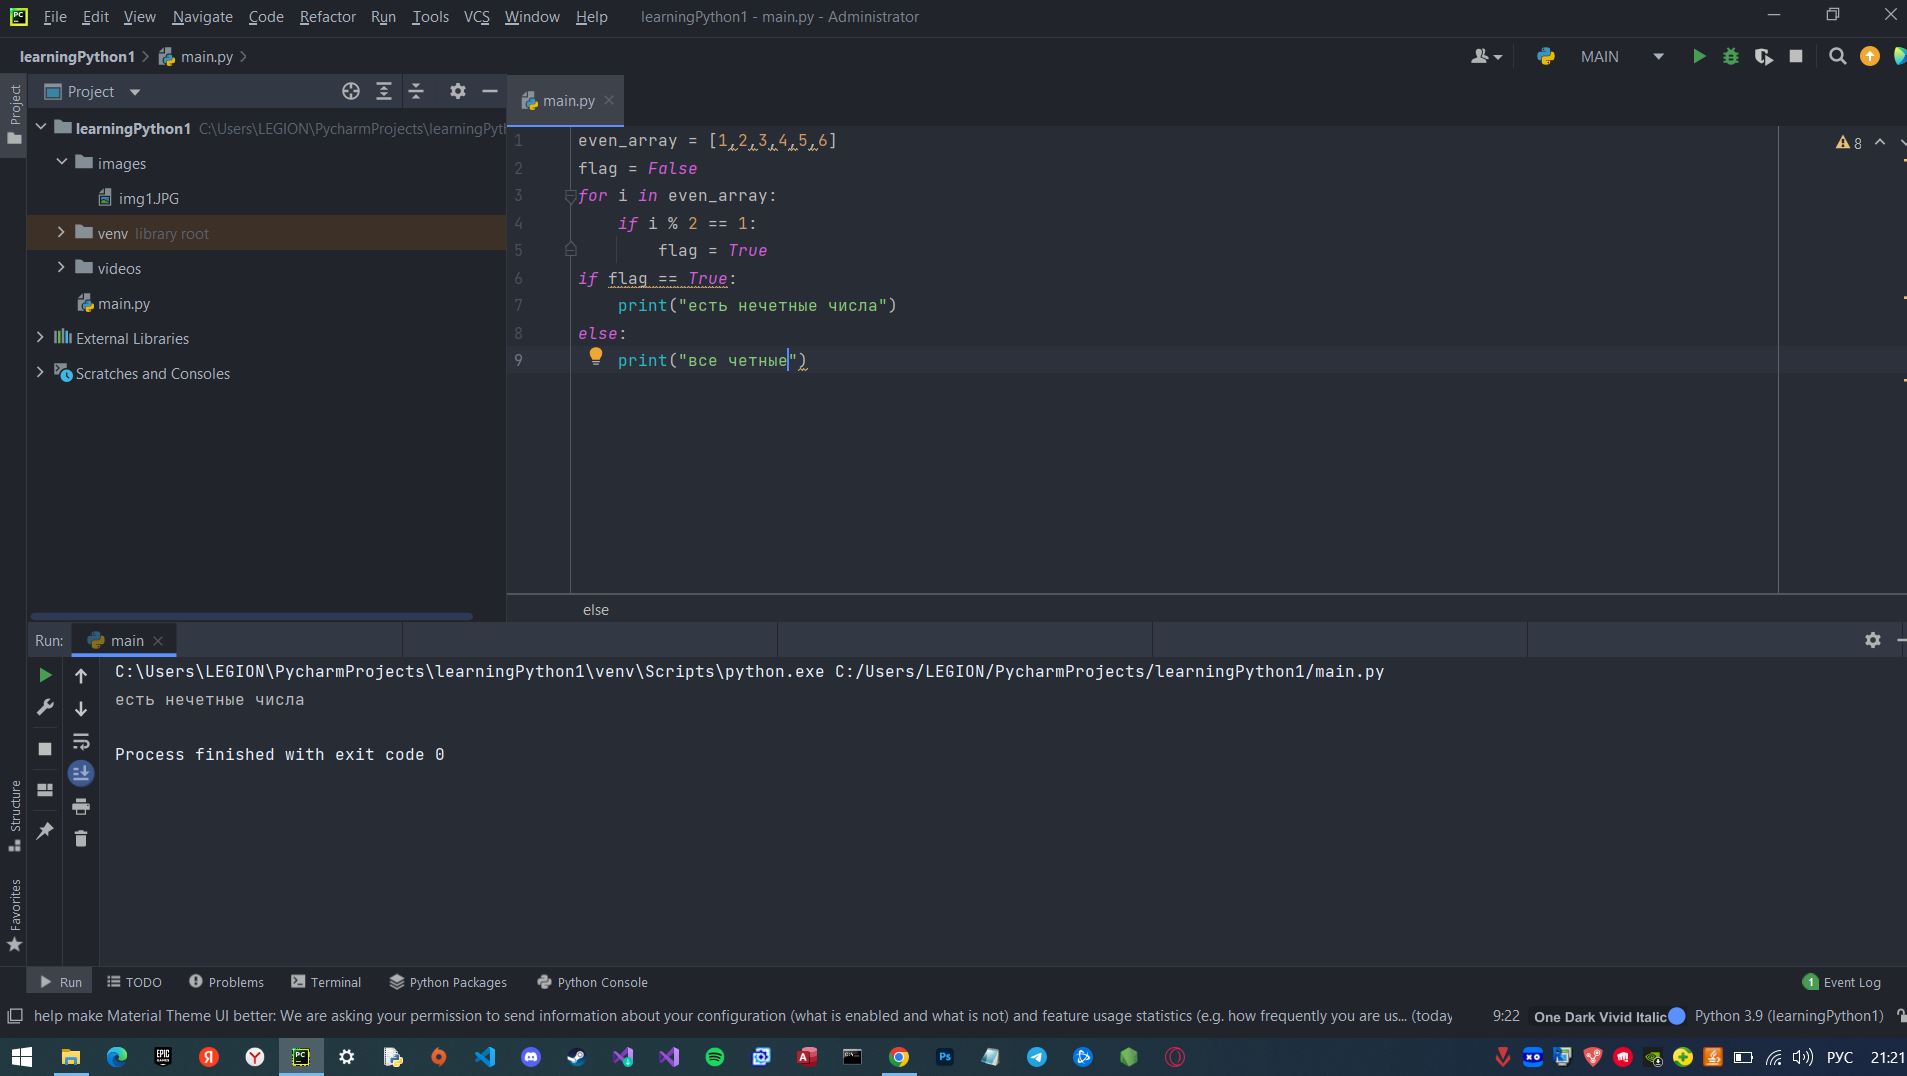 File Edit View Navigate Code Refactor Run Tools VCS Window Help learningPython1 - main.py - Administrator
learningPython1 main.py MAIN
Project
Project main.py
learningPython1 C:\Users\LEGION\PycharmProjects\learningPyt
images
img1.JPG
venv library root
videos
main.py
External Libraries
Scratches and Consoles
1 even_array = [1,2,3,4,5,6]
8
2 flag = False
3 for i in even_array:
4 if i % 2 == 1:
5 flag = True
6 if flag == True:
7 print("есть нечетные числа")
8 else:
9 print("все четные")
else
Run: main
C:\Users\LEGION\PycharmProjects\learningPython1\venv\Scripts\python.exe C:/Users/LEGION/PycharmProjects/learningPython1/main.py
есть нечетные числа
Process finished with exit code 0
Structure
Favorites
Run TODO Problems Terminal Python Packages Python Console 1 Event Log
help make Material Theme UI better: We are asking your permission to send information about your configuration (what is enabled and what is not) and feature usage statistics (e.g. how frequently you are us... (today 9:22 One Dark Vivid Italic Python 3.9 (learningPython1)
EPIC GAMES Я Y PC Ps РУС 21:21